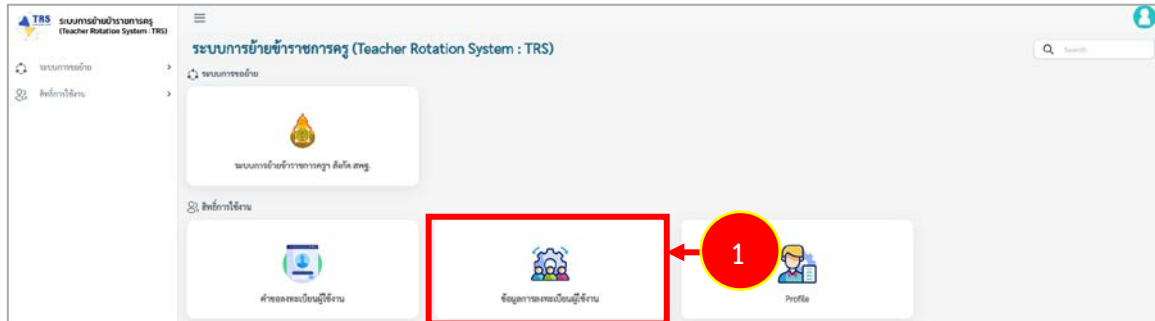 TRS ระบบการย้ายข้าราชการครู
(Teacher Rotation System : TRS)
ระบบการขอย้าย
สิทธิ์การใช้งาน
ระบบการย้ายข้าราชการครู (Teacher Rotation System : TRS)
Search
ระบบการขอย้าย
ระบบการย้ายข้าราชการครูฯ สังกัด สพฐ.
สิทธิ์การใช้งาน
คำขอลงทะเบียนผู้ใช้งาน
ข้อมูลการลงทะเบียนผู้ใช้งาน
1
Profile